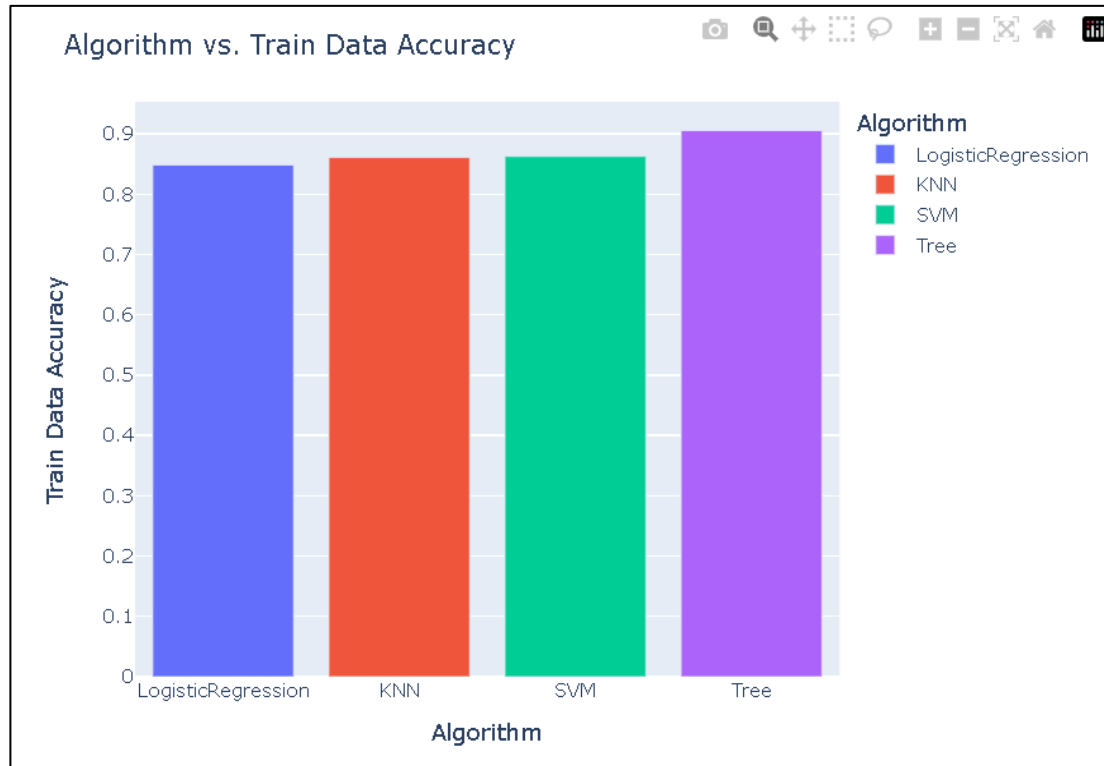 Algorithm vs. Train Data Accuracy
Algorithm
LogisticRegression
KNN
SVM
Tree
Train Data Accuracy
0.9
0.8
0.7
0.6
0.5
0.4
0.3
0.2
0.1
0
LogisticRegression KNN SVM Tree
Algorithm